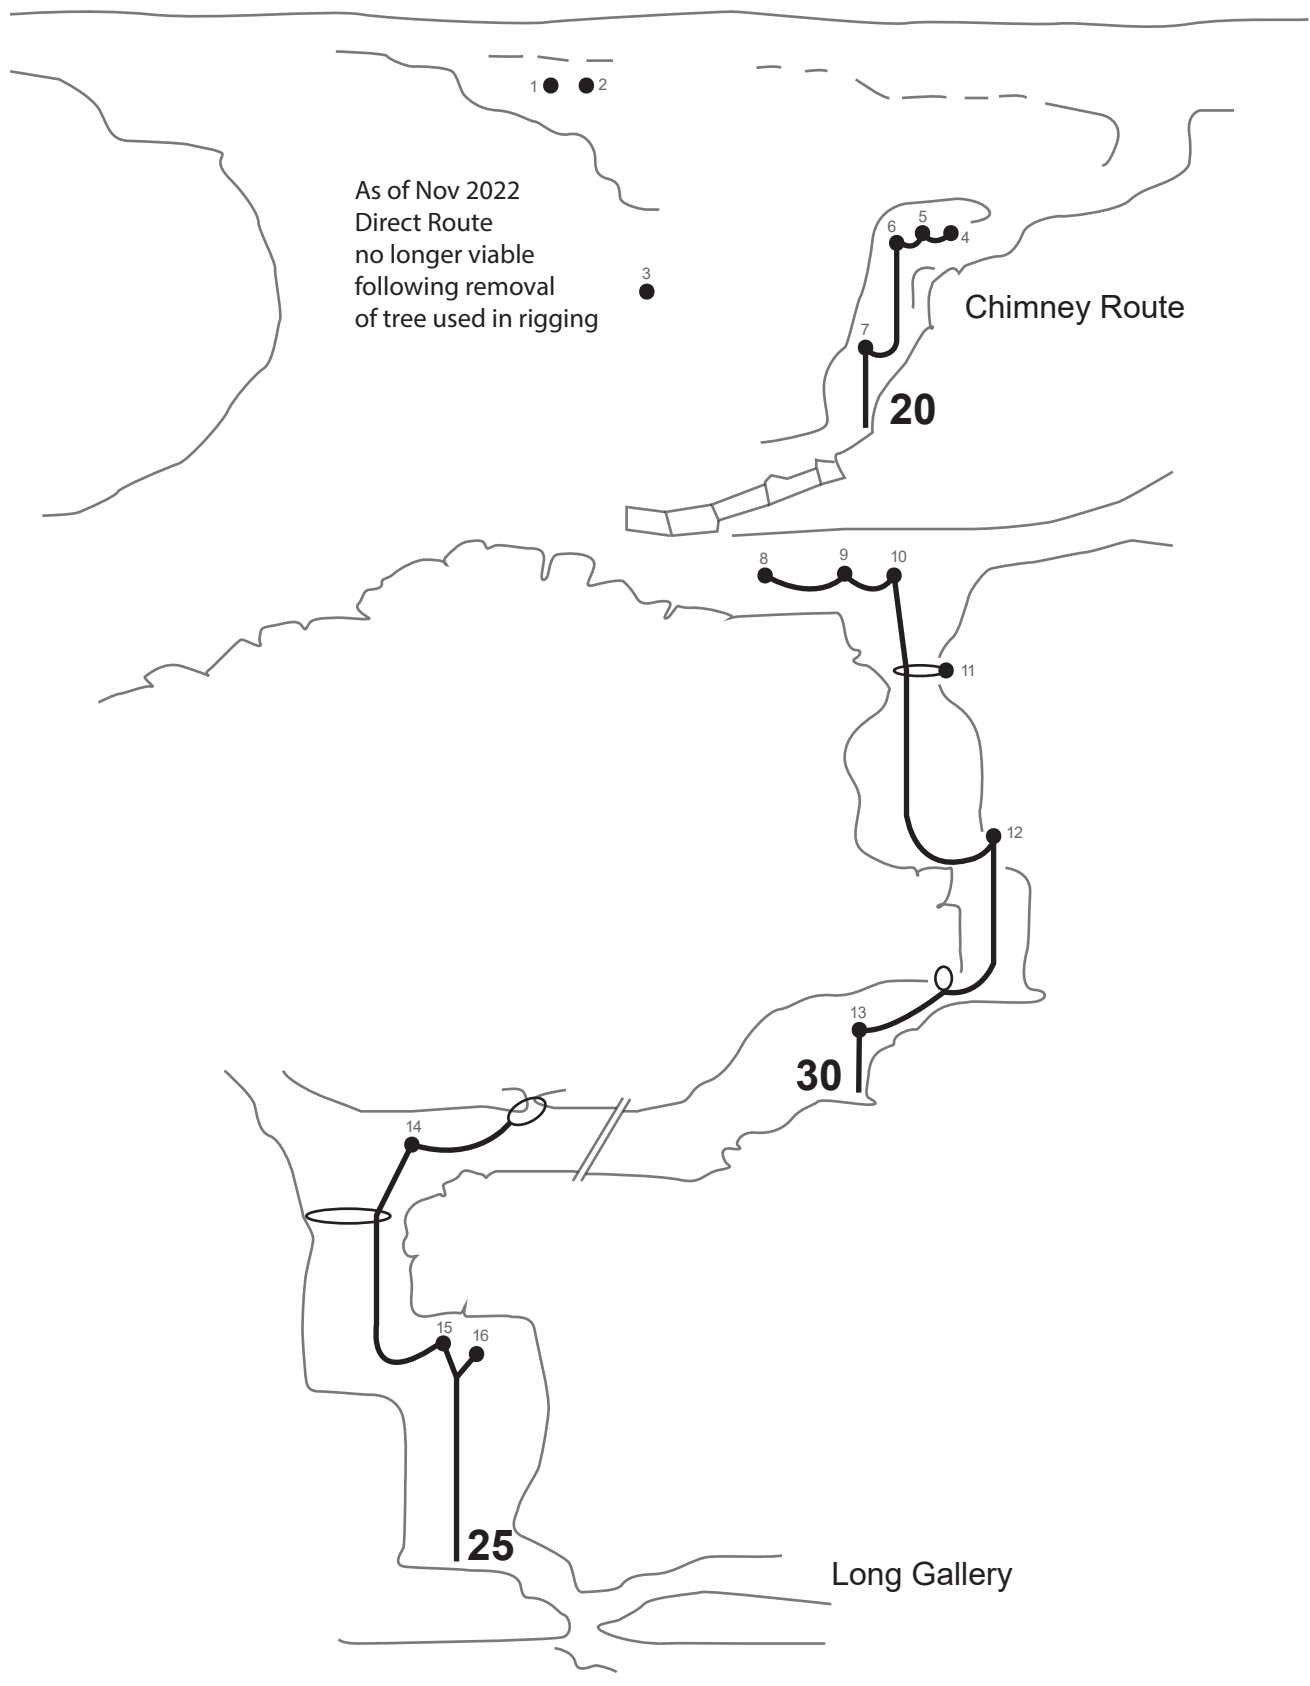 1
2
As of Nov 2022
Direct Route
no longer viable
following removal
of tree used in rigging
3
5
6
4
Chimney Route
7
20
8
9
10
11
12
13
30
14
15
16
25
Long Gallery